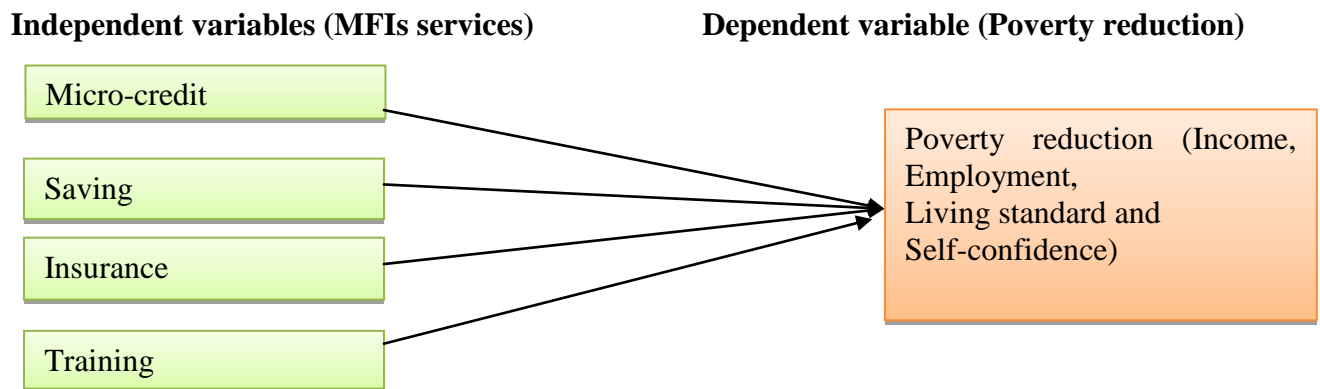 Independent variables (MFIs services)
Dependent variable (Poverty reduction)
Micro-credit
Saving
Insurance
Training
Poverty reduction (Income,
Employment,
Living standard and
Self-confidence)